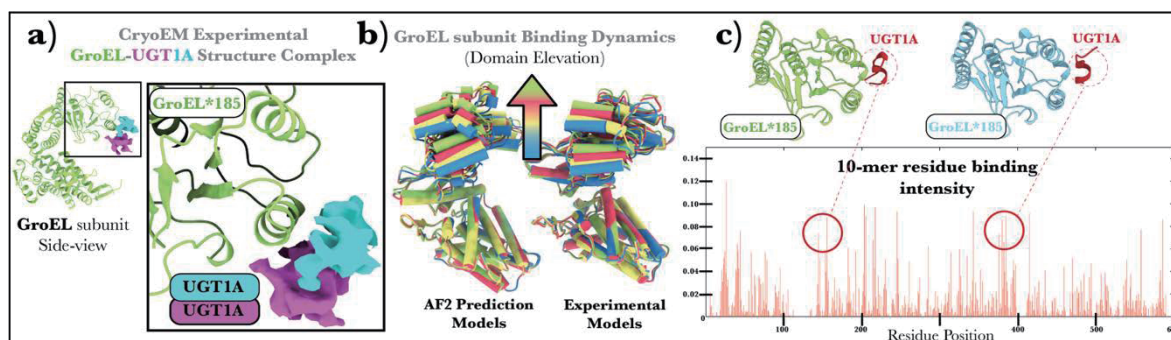 a)
CryoEM Experimental
GroEL-UGT1A Structure Complex
GroEL*185
GroEL subunit
Side-view
UGT1A
UGT1A
b)
GroEL subunit Binding Dynamics
(Domain Elevation)
AF2 Prediction
Models
Experimental
Models
c)
UGT1A
UGT1A
GroEL*185
GroEL*185
10-mer residue binding
intensity
0.14
0.12
0.10
0.08
0.06
0.04
0.02
0
100
200
300
400
500
600
Residue Position